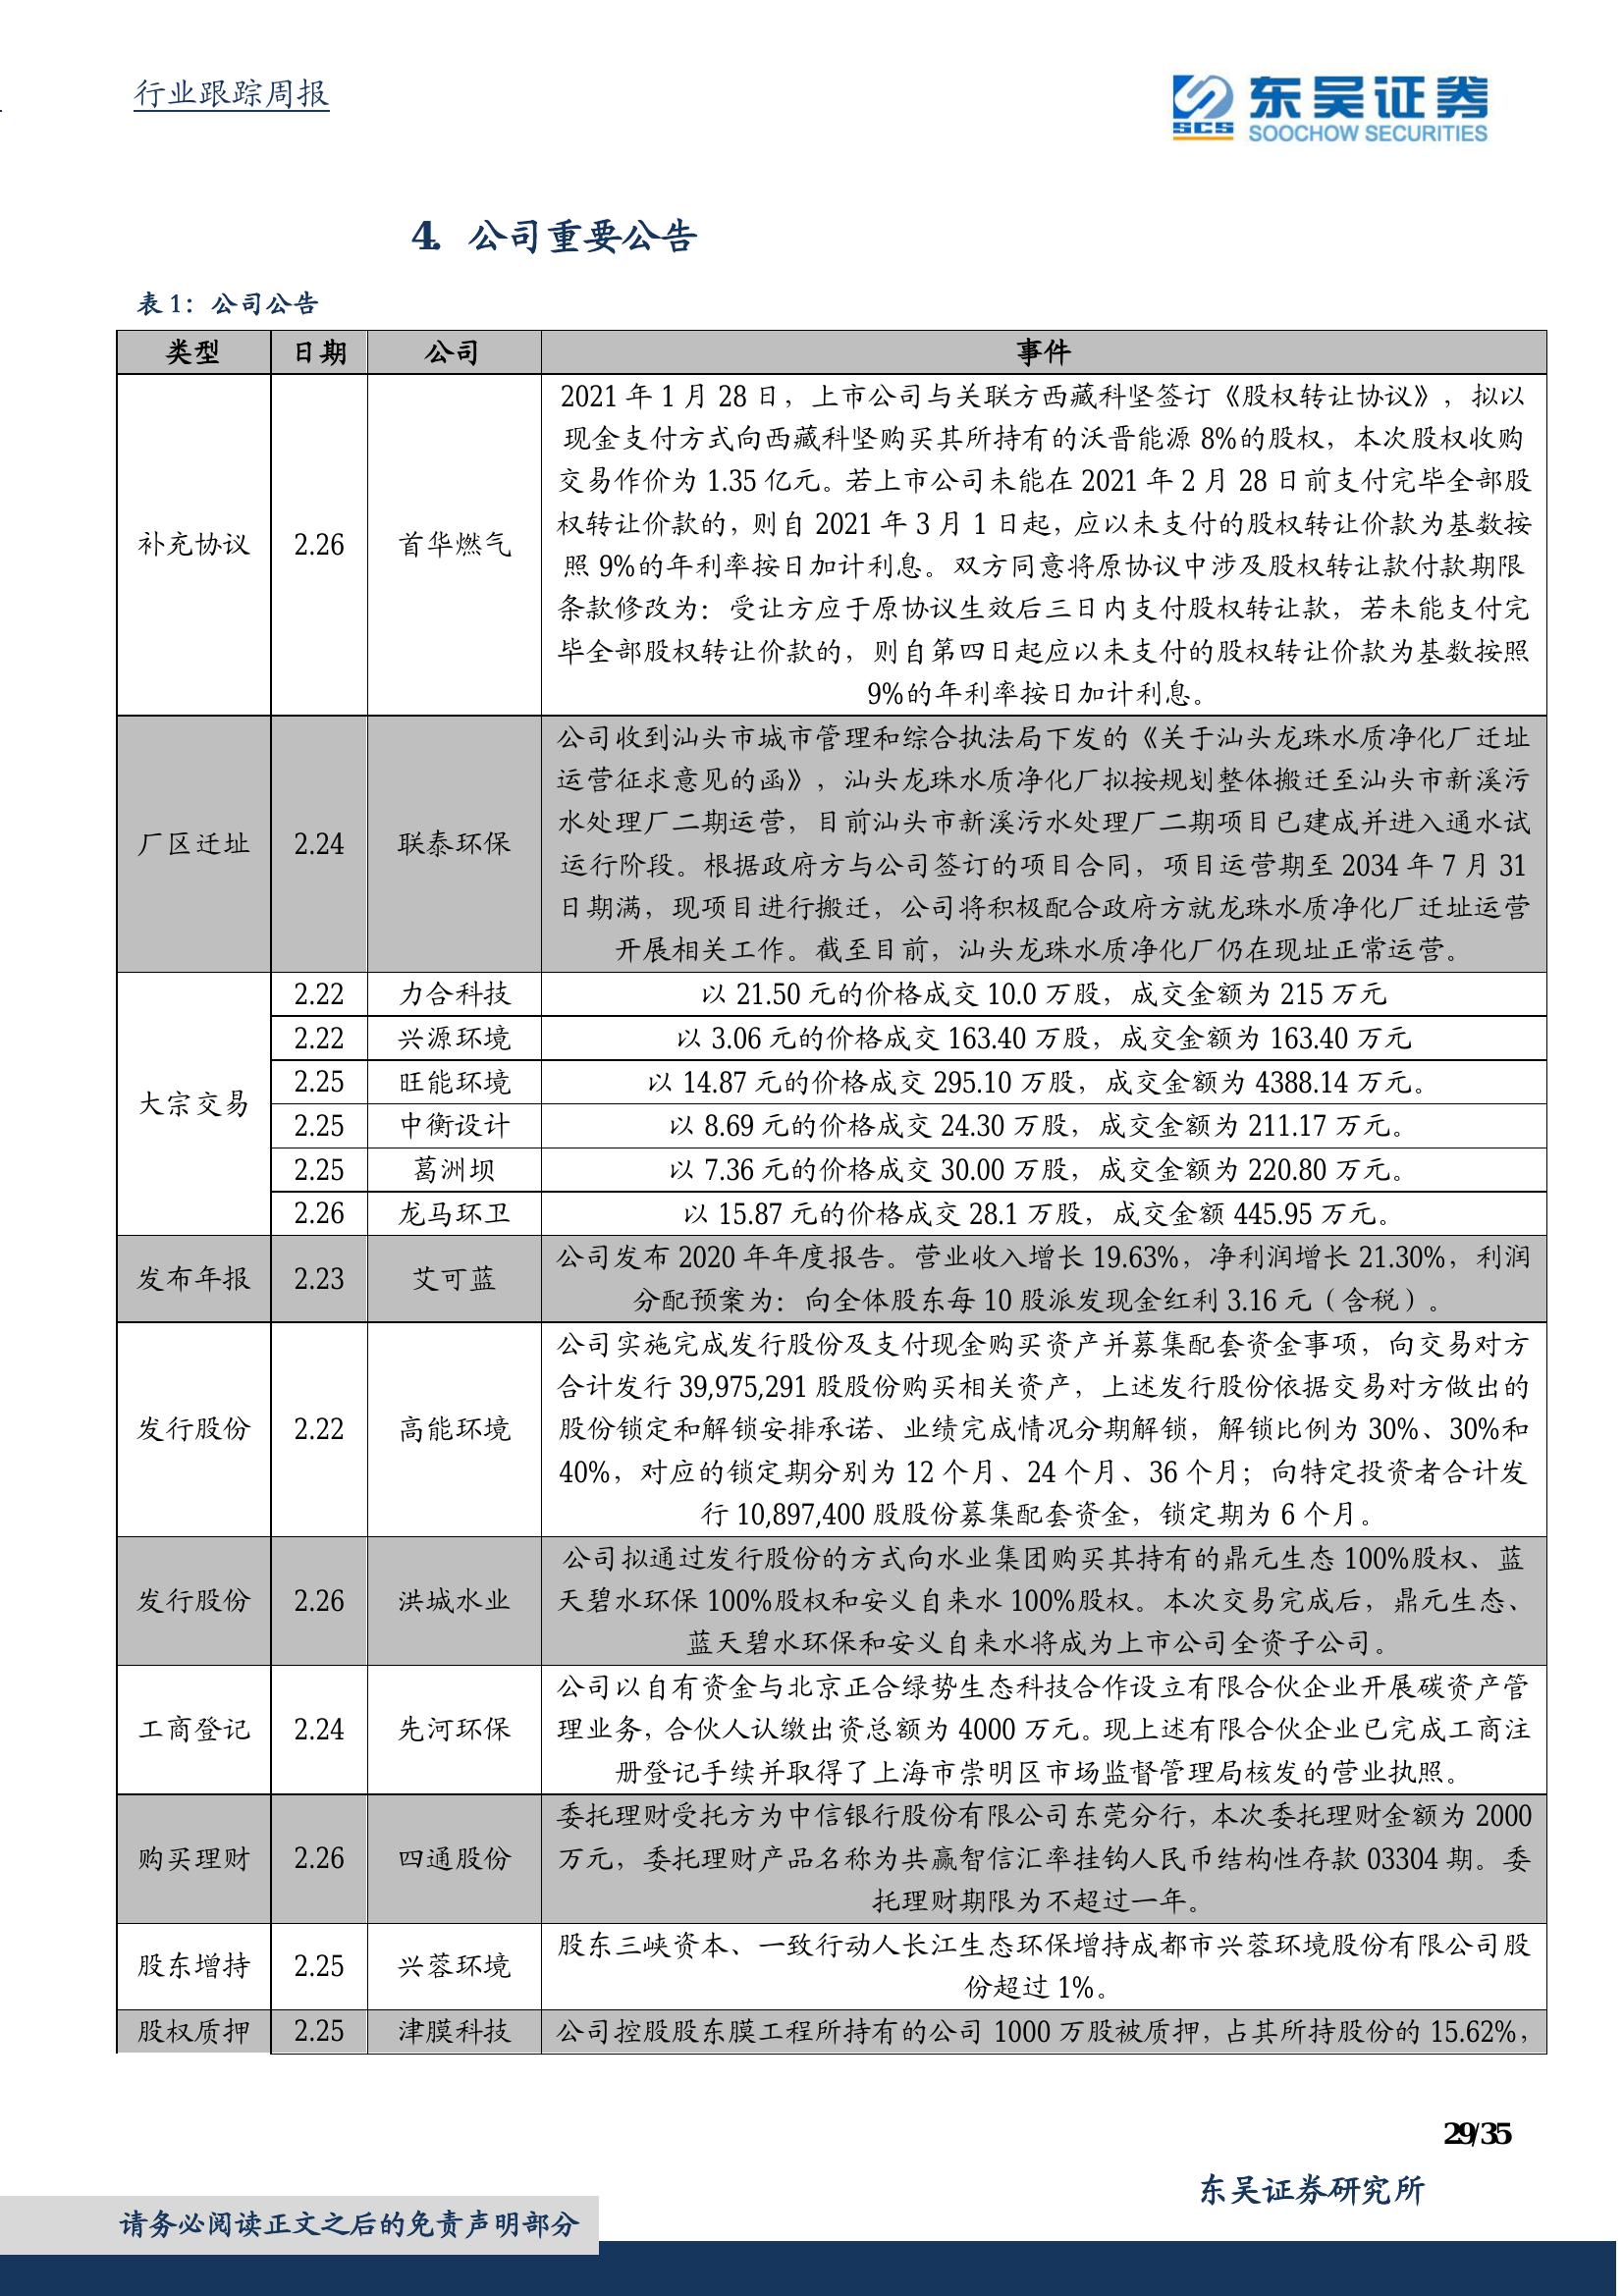 行业跟踪周报
东吴证券
SCS
SOOCHOW SECURITIES
4. 公司重要公告
表 1：公司公告
类型 日期 公司 事件
2021 年 1 月 28 日，上市公司与关联方西藏科坚签订《股权转让协议》，拟以
现金支付方式向西藏科坚购买其所持有的沃晋能源 8%的股权，本次股权收购
交易作价为 1.35 亿元。若上市公司未能在 2021 年 2 月 28 日前支付完毕全部股
补充协议 2.26 首华燃气 权转让价款的，则自 2021 年 3 月 1 日起，应以未支付的股权转让价款为基数按
照 9%的年利率按日加计利息。双方同意将原协议中涉及股权转让款付款期限
条款修改为：受让方应于原协议生效后三日内支付股权转让款，若未能支付完
毕全部股权转让价款的，则自第四日起应以未支付的股权转让价款为基数按照
9%的年利率按日加计利息。
公司收到汕头市城市管理和综合执法局下发的《关于汕头龙珠水质净化厂迁址
运营征求意见的函》，汕头龙珠水质净化厂拟按规划整体搬迁至汕头市新溪污
水处理厂二期运营，目前汕头市新溪污水处理厂二期项目已建成并进入通水试
厂区迁址 2.24 联泰环保 运行阶段。根据政府方与公司签订的项目合同，项目运营期至 2034 年 7 月 31
日期满，现项目进行搬迁，公司将积极配合政府方就龙珠水质净化厂迁址运营
开展相关工作。截至目前，汕头龙珠水质净化厂仍在现址正常运营。
大宗交易 2.22 力合科技 以 21.50 元的价格成交 10.0 万股，成交金额为 215 万元
2.22 兴源环境 以 3.06 元的价格成交 163.40 万股，成交金额为 163.40 万元
2.25 旺能环境 以 14.87 元的价格成交 295.10 万股，成交金额为 4388.14 万元。
2.25 中衡设计 以 8.69 元的价格成交 24.30 万股，成交金额为 211.17 万元。
2.25 葛洲坝 以 7.36 元的价格成交 30.00 万股，成交金额为 220.80 万元。
2.26 龙马环卫 以 15.87 元的价格成交 28.1 万股，成交金额 445.95 万元。
发布年报 2.23 艾可蓝 公司发布 2020 年年度报告。营业收入增长 19.63%，净利润增长 21.30%，利润
分配预案为：向全体股东每 10 股派发现金红利 3.16 元（含税）。
公司实施完成发行股份及支付现金购买资产并募集配套资金事项，向交易对方
合计发行 39,975,291 股股份购买相关资产，上述发行股份依据交易对方做出的
发行股份 2.22 高能环境 股份锁定和解锁安排承诺、业绩完成情况分期解锁，解锁比例为 30%、30%和
40%，对应的锁定期分别为 12 个月、24 个月、36 个月；向特定投资者合计发
行 10,897,400 股股份募集配套资金，锁定期为 6 个月。
公司拟通过发行股份的方式向水业集团购买其持有的鼎元生态 100%股权、蓝
发行股份 2.26 洪城水业 天碧水环保 100%股权和安义自来水 100%股权。本次交易完成后，鼎元生态、
蓝天碧水环保和安义自来水将成为上市公司全资子公司。
公司以自有资金与北京正合绿势生态科技合作设立有限合伙企业开展碳资产管
工商登记 2.24 先河环保 理业务，合伙人认缴出资总额为 4000 万元。现上述有限合伙企业已完成工商注
册登记手续并取得了上海市崇明区市场监督管理局核发的营业执照。
委托理财受托方为中信银行股份有限公司东莞分行，本次委托理财金额为 2000
购买理财 2.26 四通股份 万元，委托理财产品名称为共赢智信汇率挂钩人民币结构性存款 03304 期。委
托理财期限为不超过一年。
股东增持 2.25 兴蓉环境 股东三峡资本、一致行动人长江生态环保增持成都市兴蓉环境股份有限公司股
份超过 1%。
股权质押 2.25 津膜科技 公司控股股东膜工程所持有的公司 1000 万股被质押，占其所持股份的 15.62%，
29/35
东吴证券研究所
请务必阅读正文之后的免责声明部分